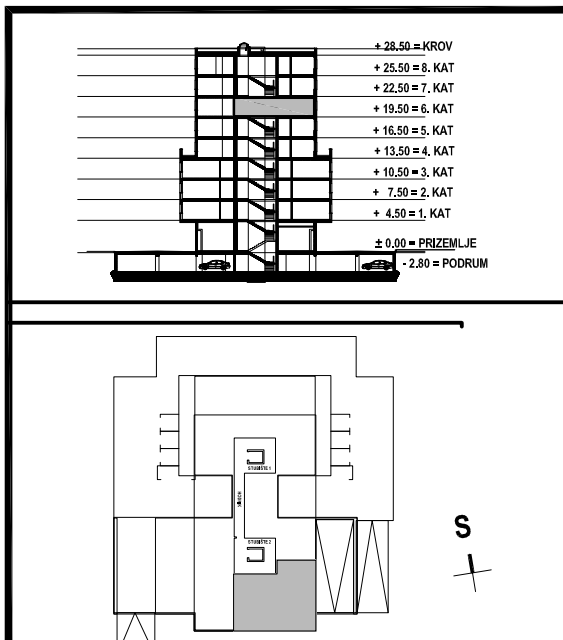 + 28.50 = KROV
+ 25.50 = 8. KAT
+ 22.50 = 7. KAT
+ 19.50 = 6. KAT
+ 16.50 = 5. KAT
+ 13.50 = 4. KAT
+ 10.50 = 3. KAT
+ 7.50 = 2. KAT
+ 4.50 = 1. KAT
± 0.00 = PRIZEMLJE
- 2.80 = PODRUM
STUBIŠTE 1
STUBIŠTE 2
S